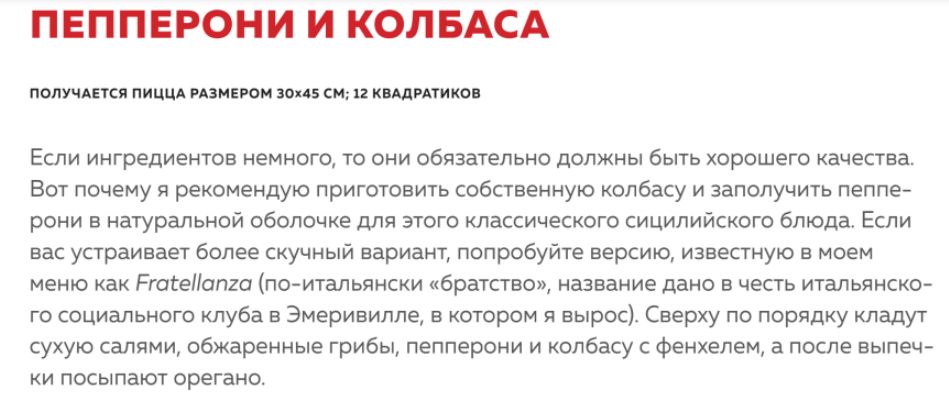 ПЕППЕРОНИ И КОЛБАСА
ПОЛУЧАЕТСЯ ПИЦЦА РАЗМЕРОМ 30×45 СМ; 12 КВАДРАТИКОВ
Если ингредиентов немного, то они обязательно должны быть хорошего качества.
Вот почему я рекомендую приготовить собственную колбасу и заполучить пеппе-
рони в натуральной оболочке для этого классического сицилийского блюда. Если
вас устраивает более скучный вариант, попробуйте версию, известную в моем
меню как Fratellanza (по-итальянски «братство», название дано в честь итальянско-
го социального клуба в Эмеривилле, в котором я вырос). Сверху по порядку кладут
сухую салями, обжаренные грибы, пепперони и колбасу с фенхелем, а после выпеч-
ки посыпают орегано.